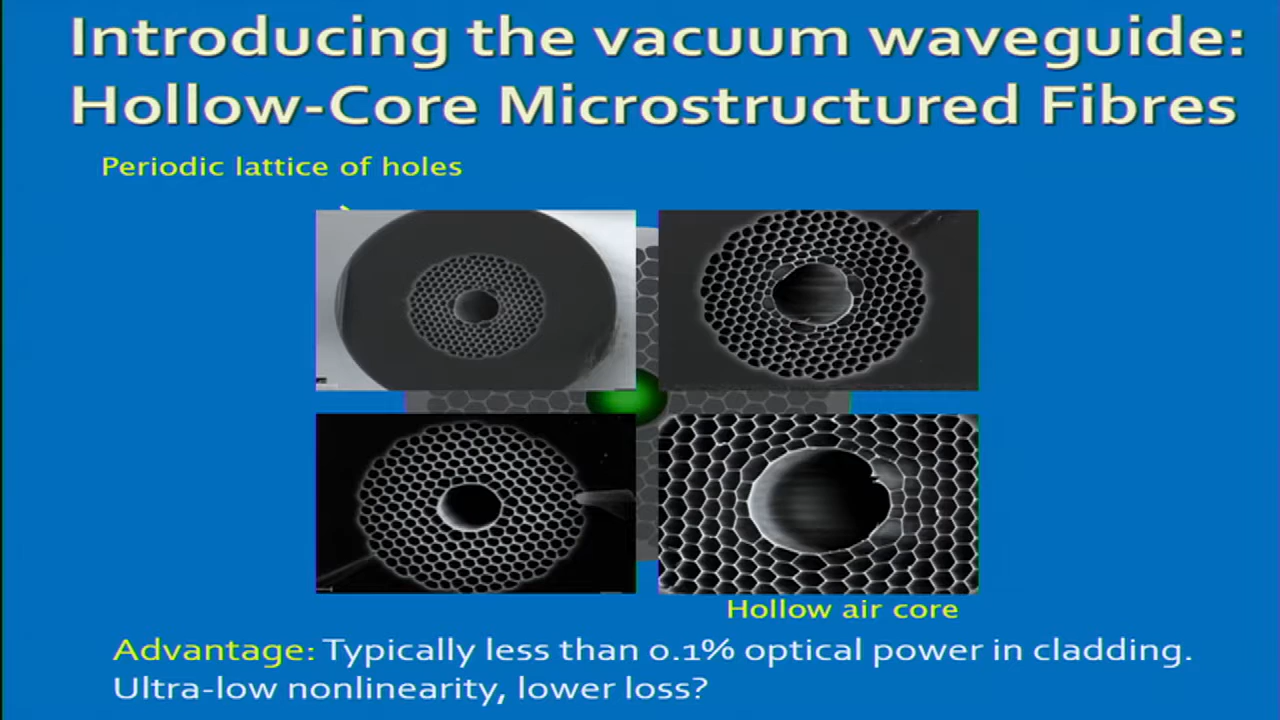 Introducing the vacuum waveguide:
Hollow-Core Microstructured Fibres
Periodic lattice of holes
Hollow air core
Advantage: Typically less than 0.1% optical power in cladding.
Ultra-low nonlinearity, lower loss?